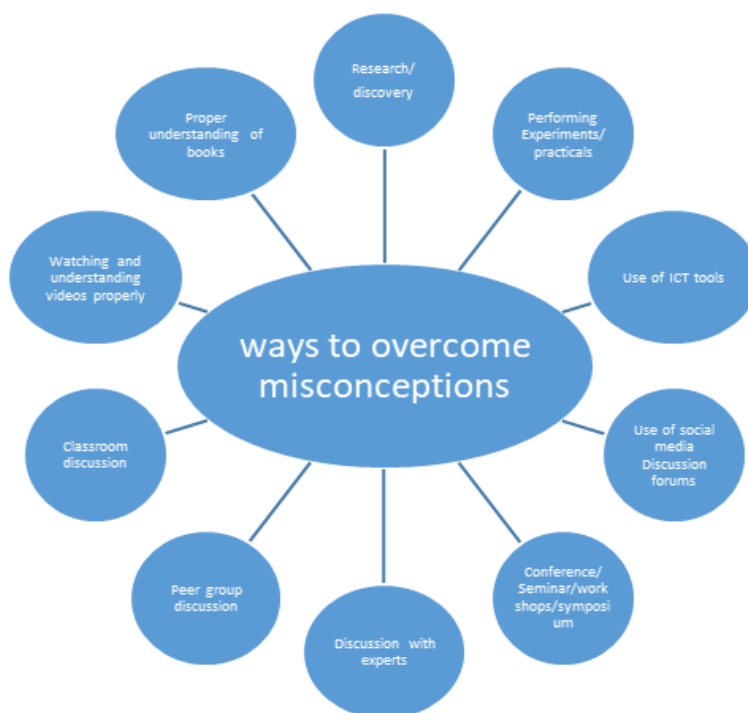 Research/
discovery
Performing
Experiments/
practicals
Use of ICT tools
Use of social
media
Discussion
forums
Conference/
Seminar/work
shops/symposi
um
Discussion with
experts
Peer group
discussion
Classroom
discussion
Watching and
understanding
videos properly
Proper
understanding of
books
ways to overcome
misconceptions